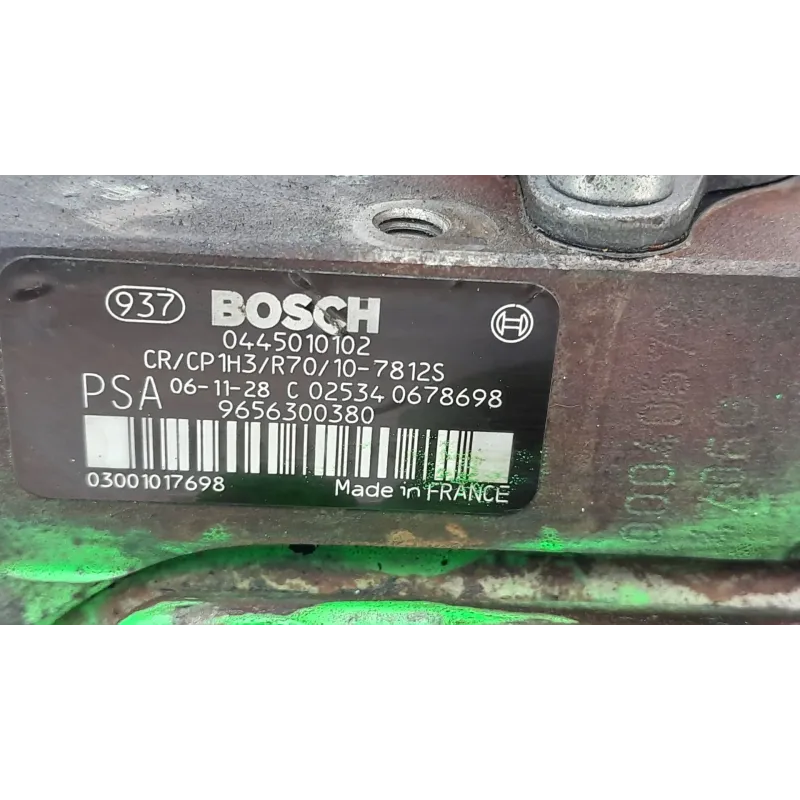 937 BOSCH
0445010102
CR/CP1H3/R70/10-7812S
PSA 06-11-28 C 02534 0678698
9656300380
03001017698 Made in FRANCE